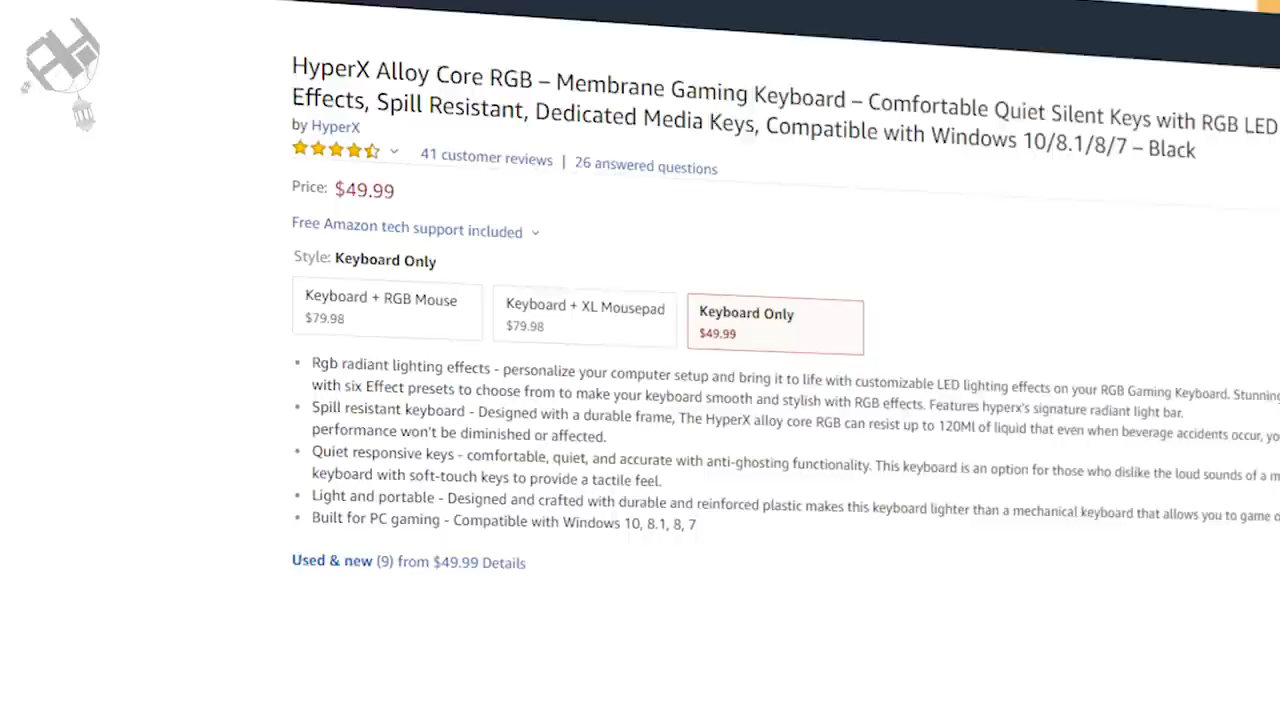 HyperX Alloy Core RGB – Membrane Gaming Keyboard – Comfortable Quiet Silent Keys with RGB LED
Effects, Spill Resistant, Dedicated Media Keys, Compatible with Windows 10/8.1/8/7 – Black
by HyperX
41 customer reviews | 26 answered questions
Price: $49.99
Free Amazon tech support included
Style: Keyboard Only
Keyboard + RGB Mouse
$79.98
Keyboard + XL Mousepad
$79.98
Keyboard Only
$49.99
• Rgb radiant lighting effects - personalize your computer setup and bring it to life with customizable LED lighting effects on your RGB Gaming Keyboard. Stunning
with six Effect presets to choose from to make your keyboard smooth and stylish with RGB effects. Features hyperx's signature radiant light bar.
• Spill resistant keyboard - Designed with a durable frame, The HyperX alloy core RGB can resist up to 120Ml of liquid that even when beverage accidents occur, yo
performance won't be diminished or affected.
• Quiet responsive keys - comfortable, quiet, and accurate with anti-ghosting functionality. This keyboard is an option for those who dislike the loud sounds of a m
keyboard with soft-touch keys to provide a tactile feel.
• Light and portable - Designed and crafted with durable and reinforced plastic makes this keyboard lighter than a mechanical keyboard that allows you to game o
• Built for PC gaming - Compatible with Windows 10, 8.1, 8, 7
Used & new (9) from $49.99 Details